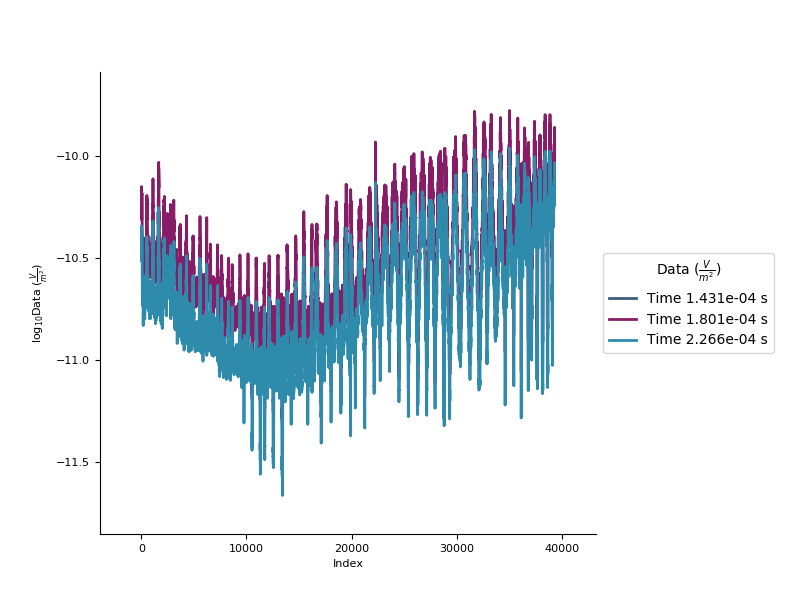 −10.0
−10.5
−11.0
−11.5
log₁₀Data (V/m²)
0
10000
20000
30000
40000
Index
Data (V/m²)
Time 1.431e-04 s
Time 1.801e-04 s
Time 2.266e-04 s